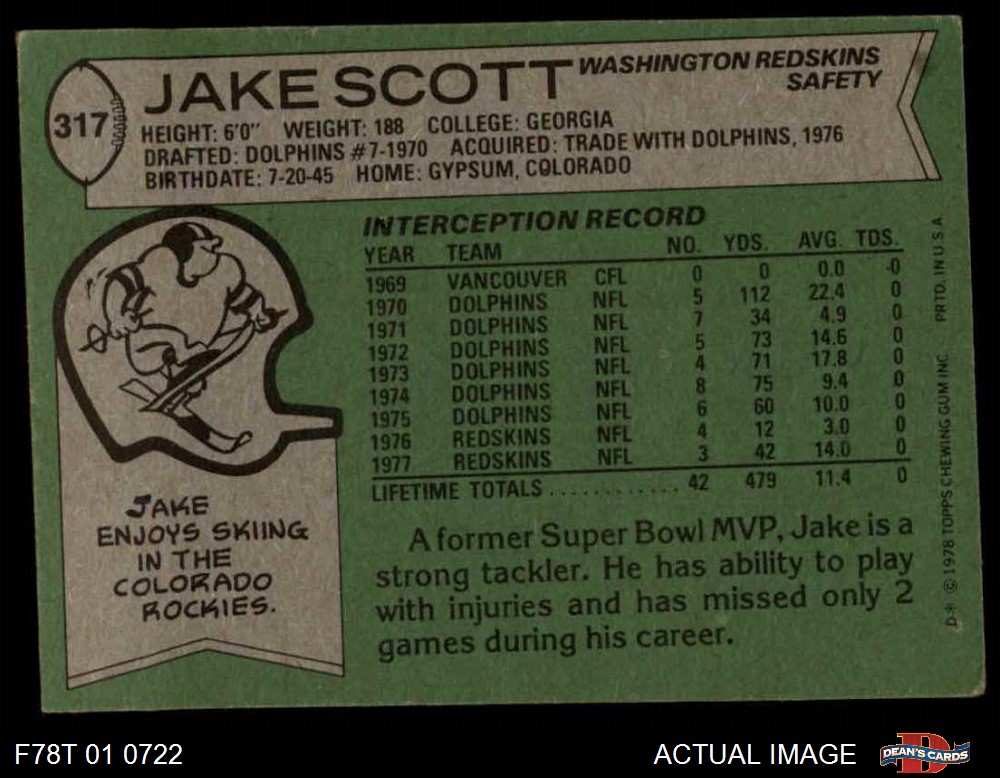 317
JAKE SCOTT
WASHINGTON REDSKINS
SAFETY
HEIGHT: 6'0" WEIGHT: 188 COLLEGE: GEORGIA
DRAFTED: DOLPHINS #7-1970 ACQUIRED: TRADE WITH DOLPHINS, 1976
BIRTHDATE: 7-20-45 HOME: GYPSUM, COLORADO
INTERCEPTION RECORD
YEAR TEAM NO. YDS. AVG. TDS.
1969 VANCOUVER CFL 0 0 0.0 0
1970 DOLPHINS NFL 5 112 22.4 0
1971 DOLPHINS NFL 7 34 4.9 0
1972 DOLPHINS NFL 5 73 14.6 0
1973 DOLPHINS NFL 4 71 17.8 0
1974 DOLPHINS NFL 8 75 9.4 0
1975 DOLPHINS NFL 6 60 10.0 0
1976 REDSKINS NFL 4 12 3.0 0
1977 REDSKINS NFL 3 42 14.0 0
LIFETIME TOTALS ............ 42 479 11.4 0
JAKE
ENJOYS SKIING
IN THE
COLORADO
ROCKIES.
A former Super Bowl MVP, Jake is a
strong tackler. He has ability to play
with injuries and has missed only 2
games during his career.
D* © 1978 TOPPS CHEWING GUM INC PRTD. IN U S A
F78T 01 0722
ACTUAL IMAGE
DEAN'S CARDS